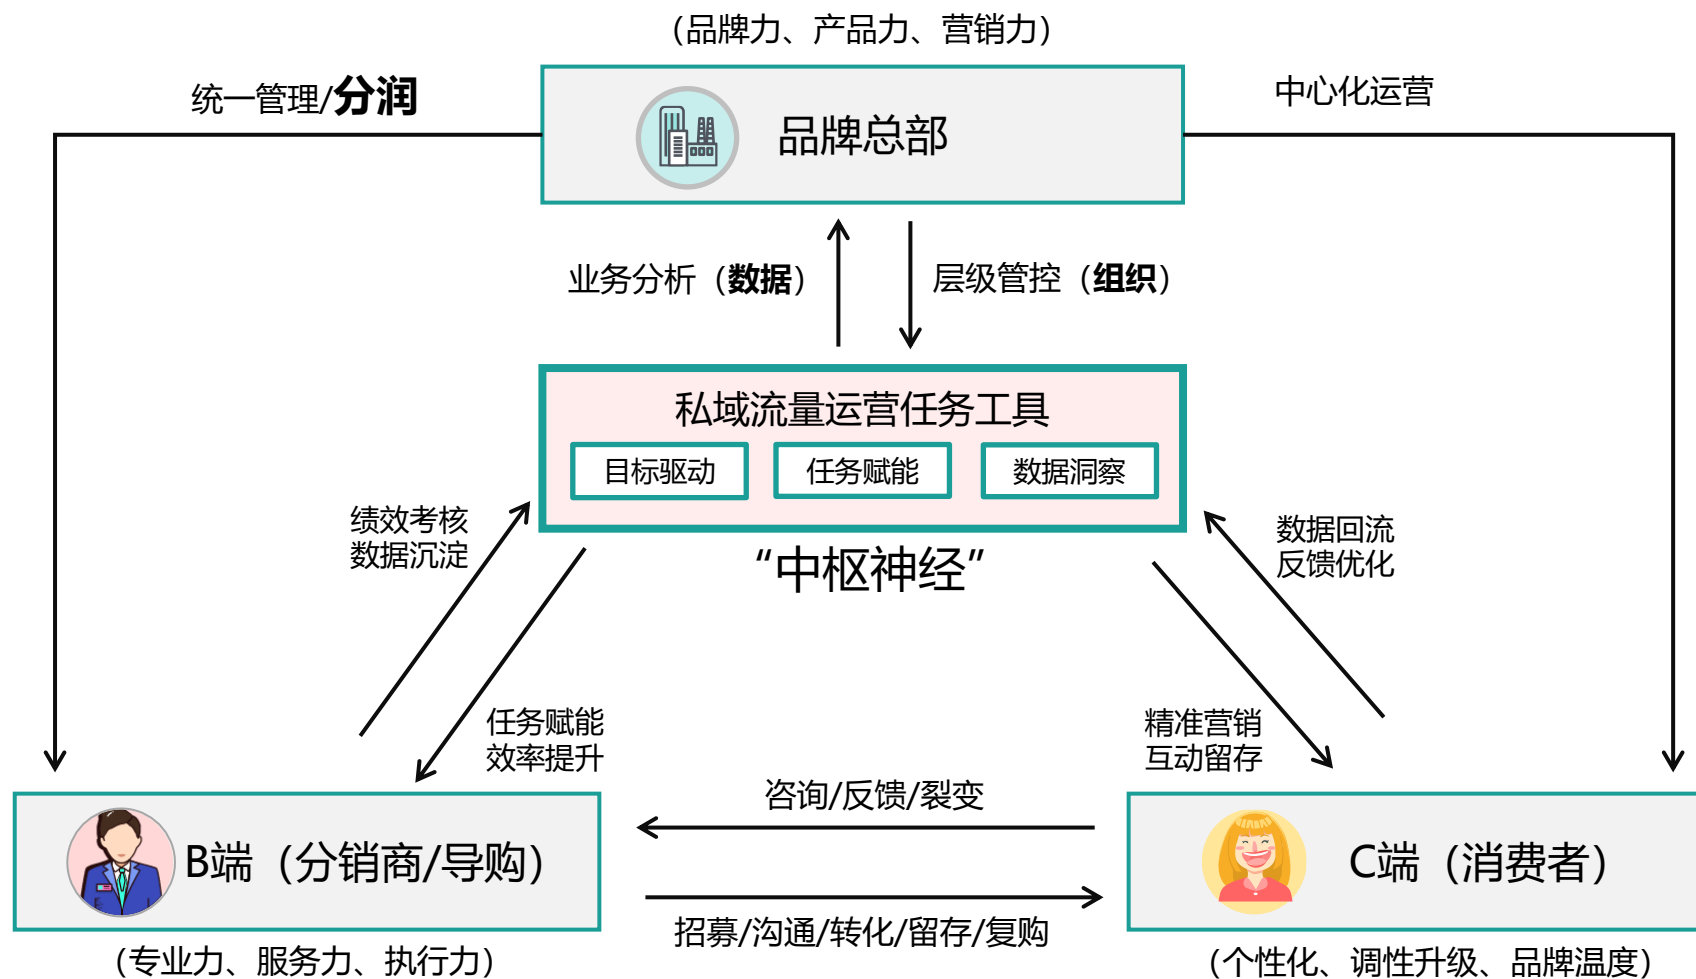 （品牌力、产品力、营销力）
统一管理/分润
中心化运营
品牌总部
业务分析（数据）
层级管控（组织）
私域流量运营任务工具
目标驱动
任务赋能
数据洞察
绩效考核
数据沉淀
“中枢神经”
数据回流
反馈优化
任务赋能
效率提升
精准营销
互动留存
咨询/反馈/裂变
B端（分销商/导购）
C端（消费者）
招募/沟通/转化/留存/复购
（专业力、服务力、执行力）
（个性化、调性升级、品牌温度）